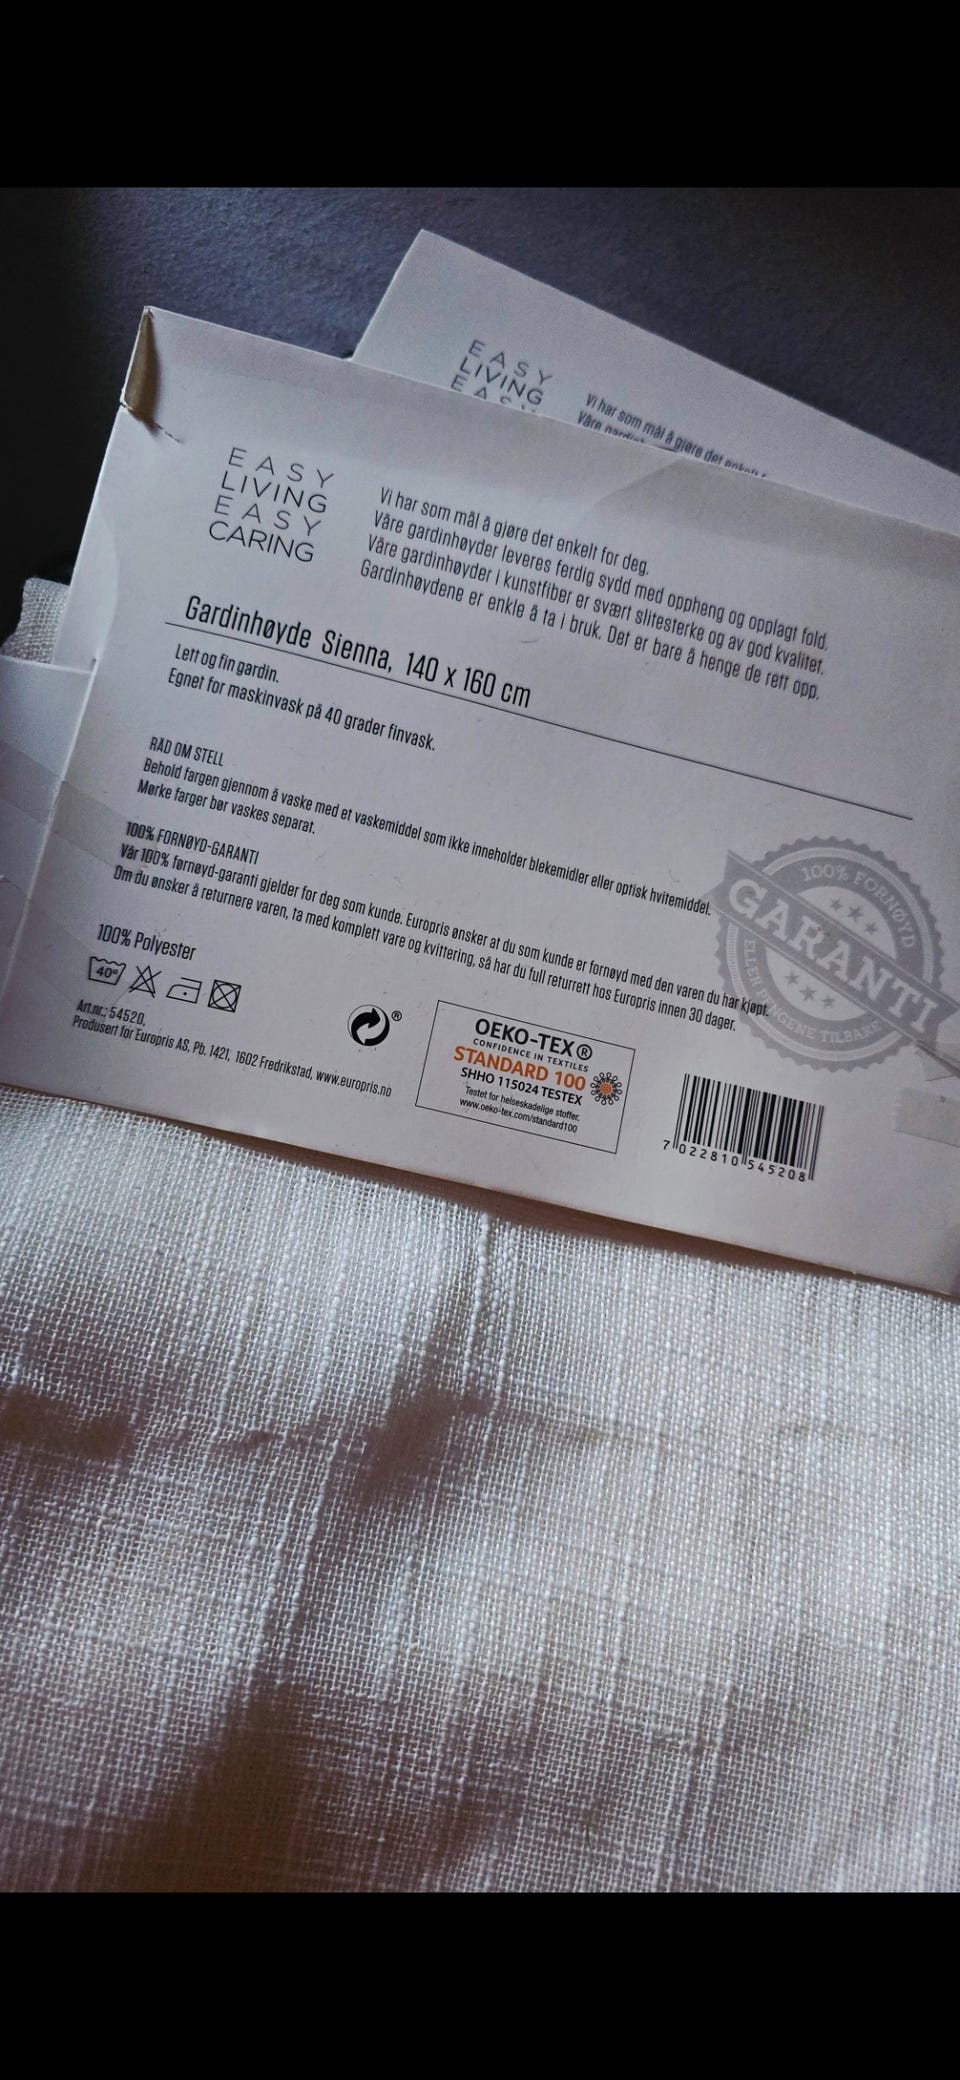 EASY
LIVING
EASY
Vi har som mål å gjøre det enkelt f
Våre
EASY
LIVING
EASY
CARING
Vi har som mål å gjøre det enkelt for deg.
Våre gardinhøyder leveres ferdig sydd med oppheng og opplagt fold.
Våre gardinhøyder i kunstfiber er svært slitesterke og av god kvalitet.
Gardinhøydene er enkle å ta i bruk. Det er bare å henge de rett opp.
Gardinhøyde Sienna, 140 x 160 cm
Lett og fin gardin.
Egnet for maskinvask på 40 grader finvask.
RÅD OM STELL
Behold fargen gjennom å vaske med et vaskemiddel som ikke inneholder blekemidler eller optisk hvitemiddel.
Mørke farger bør vaskes separat.
100% FORNØYD-GARANTI
Vår 100% fornøyd-garanti gjelder for deg som kunde. Europris ønsker at du som kunde er fornøyd med den varen du har kjøpt.
Om du ønsker å returnere varen, ta med komplett vare og kvittering, så har du full returrett hos Europris innen 30 dager.
100% FORNØYD
GARANTI
ELLER PENGENE TILBAKE
100% Polyester
40°
Art.nr.: 54520,
Produsert for Europris AS, Pb. 1421, 1602 Fredrikstad, www.europris.no
®
OEKO-TEX®
CONFIDENCE IN TEXTILES
STANDARD 100
SHHO 115024 TESTEX
Testet for helseskadelige stoffer.
www.oeko-tex.com/standard100
7 022810 545208